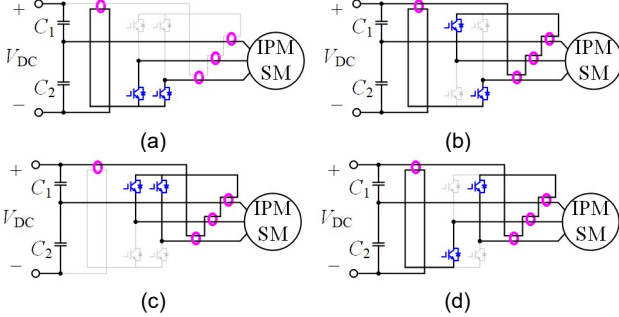 + C1 IPM
VDC SM
− C2
(a)
+ C1 IPM
VDC SM
− C2
(b)
+ C1 IPM
VDC SM
− C2
(c)
+ C1 IPM
VDC SM
− C2
(d)